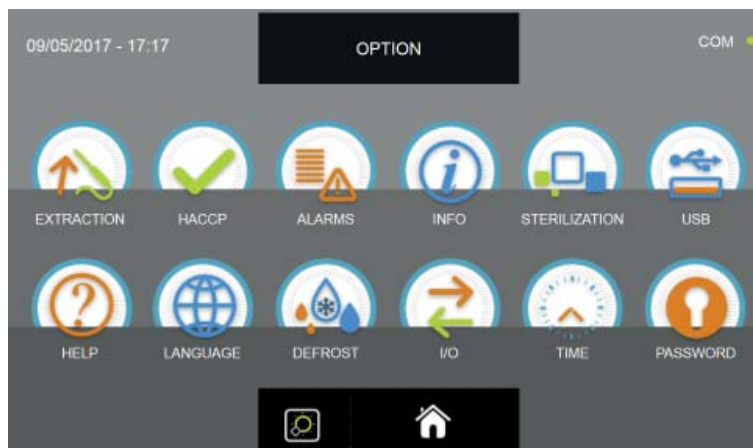 09/05/2017 - 17:17
OPTION
COM
EXTRACTION
HACCP
ALARMS
INFO
STERILIZATION
USB
HELP
LANGUAGE
DEFROST
I/O
TIME
PASSWORD